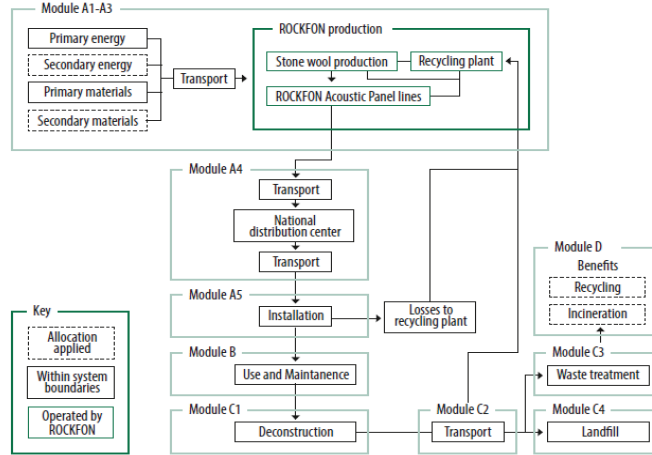 Module A1-A3
Primary energy
Secondary energy
Primary materials
Secondary materials
Transport
ROCKFON production
Stone wool production
Recycling plant
ROCKFON Acoustic Panel lines
Module A4
Transport
National
distribution center
Transport
Module A5
Installation
Losses to
recycling plant
Module B
Use and Maintanence
Module C1
Deconstruction
Module C2
Transport
Module D
Benefits
Recycling
Incineration
Module C3
Waste treatment
Module C4
Landfill
Key
Allocation
applied
Within system
boundaries
Operated by
ROCKFON